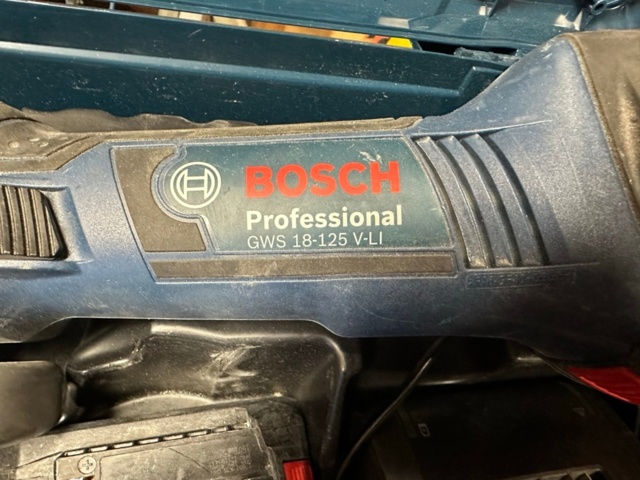 BOSCH
Professional
GWS 18-125 V-LI